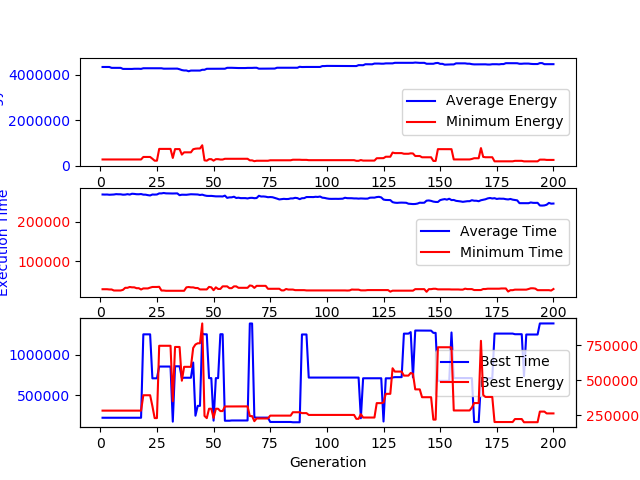 4000000
2000000
0
Average Energy
Minimum Energy
0 25 50 75 100 125 150 175 200
Execution Time
200000
100000
Average Time
Minimum Time
0 25 50 75 100 125 150 175 200
1000000
500000
Best Time
Best Energy
750000
500000
250000
0 25 50 75 100 125 150 175 200
Generation